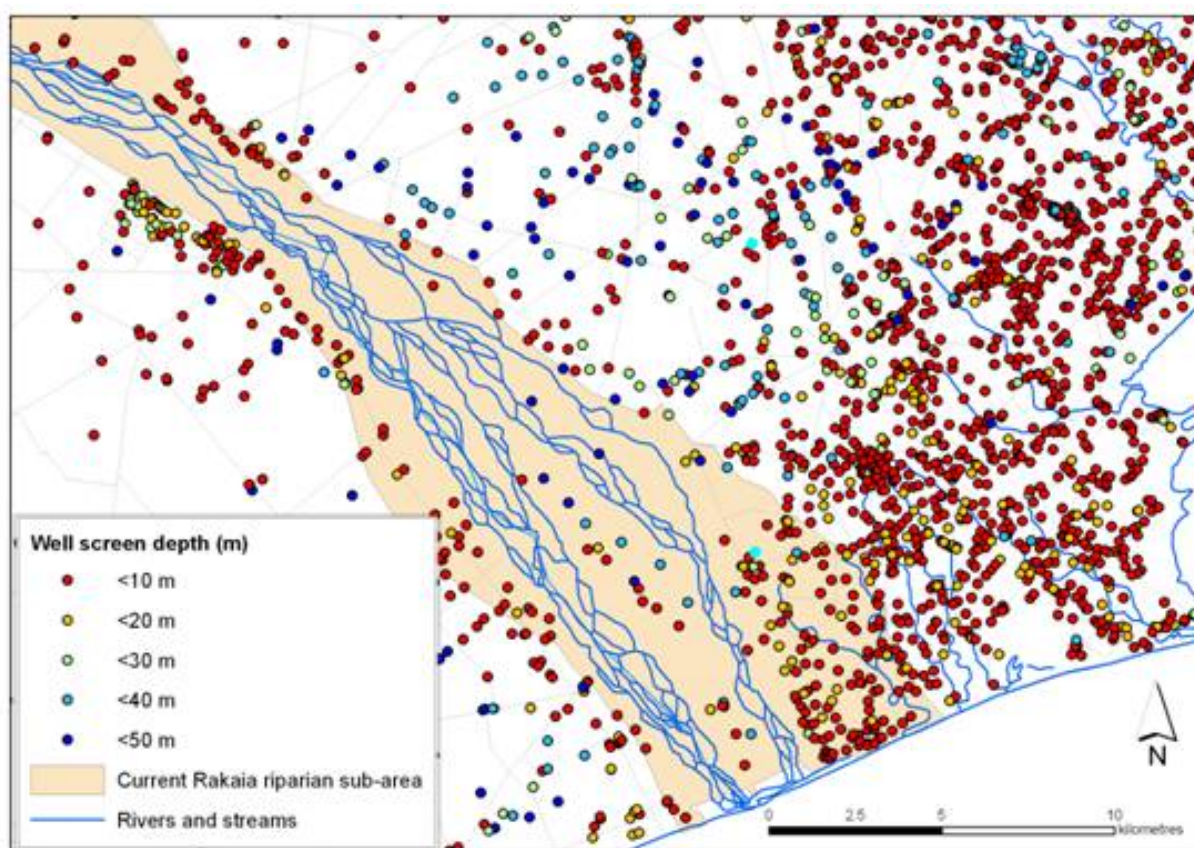 Well screen depth (m)
<10 m
<20 m
<30 m
<40 m
<50 m
Current Rakaia riparian sub-area
Rivers and streams
N
0 2.5 5 10
kilometres